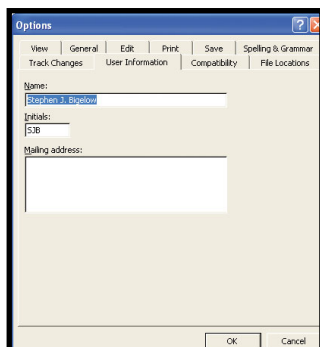 Options
View General Edit Print Save Spelling & Grammar
Track Changes User Information Compatibility File Locations
Name:
Stephen J. Bigelow
Initials:
SJB
Mailing address:
OK Cancel